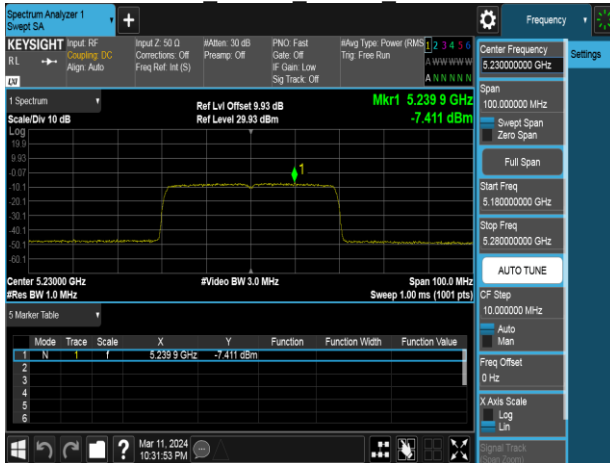 Spectrum Analyzer 1
Swept SA
+
Frequency
KEYSIGHT
RL
LXI
Input: RF
Coupling: DC
Align: Auto
Input Z: 50 Ω
Corrections: Off
Freq Ref: Int (S)
#Atten: 30 dB
Preamp: Off
PNO: Fast
Gate: Off
IF Gain: Low
Sig Track: Off
#Avg Type: Power (RMS
Trig: Free Run
1 2 3 4 5 6
A W W W W W
A N N N N N
1 Spectrum
Scale/Div 10 dB
Ref Lvl Offset 9.93 dB
Ref Level 29.93 dBm
Mkr1 5.239 9 GHz
-7.411 dBm
Log
19.9
9.93
-0.07
-10.1
-20.1
-30.1
-40.1
-50.1
-60.1
1
Center 5.23000 GHz
#Res BW 1.0 MHz
#Video BW 3.0 MHz
Span 100.0 MHz
Sweep 1.00 ms (1001 pts)
5 Marker Table
Mode Trace Scale X Y Function Function Width Function Value
1 N 1 f 5.239 9 GHz -7.411 dBm
2
3
4
5
6
?
Mar 11, 2024
10:31:53 PM
Center Frequency
5.230000000 GHz
Settings
Span
100.000000 MHz
Swept Span
Zero Span
Full Span
Start Freq
5.180000000 GHz
Stop Freq
5.280000000 GHz
AUTO TUNE
CF Step
10.000000 MHz
Auto
Man
Freq Offset
0 Hz
X Axis Scale
Log
Lin
Signal Track
(Span Zoom)